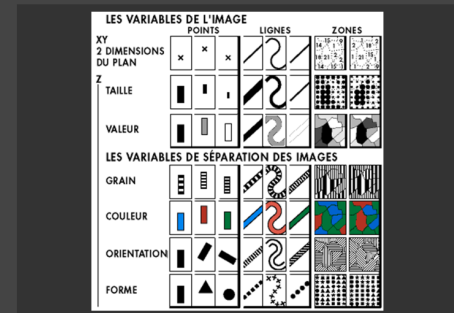 LES VARIABLES DE L'IMAGE
POINTS LIGNES ZONES
XY
2 DIMENSIONS
DU PLAN
Z
TAILLE
VALEUR
LES VARIABLES DE SÉPARATION DES IMAGES
GRAIN
COULEUR
ORIENTATION
FORME